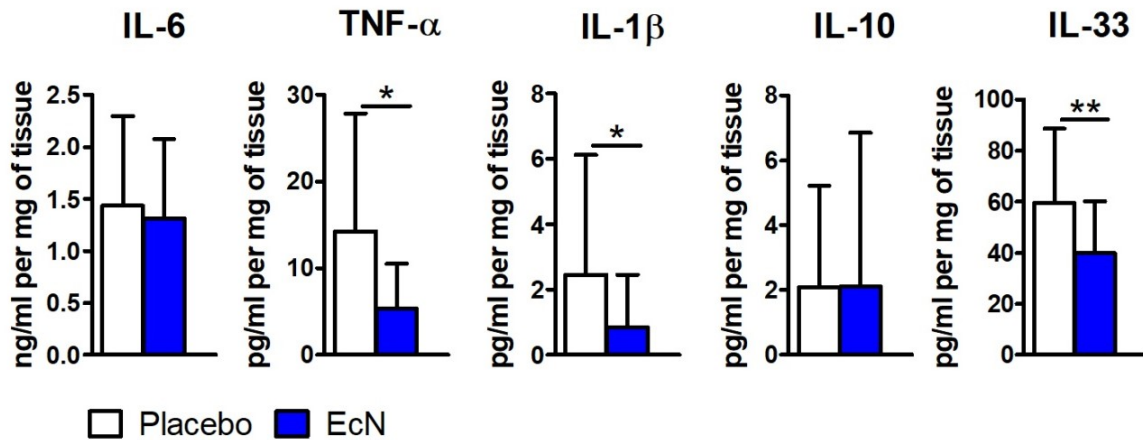 IL-6
TNF-α
IL-1β
IL-10
IL-33
ng/ml per mg of tissue
2.5
2.0
1.5
1.0
0.5
0.0
pg/ml per mg of tissue
30
20
10
0
*
pg/ml per mg of tissue
8
6
4
2
0
*
pg/ml per mg of tissue
8
6
4
2
0
pg/ml per mg of tissue
100
80
60
40
20
0
**
Placebo
EcN